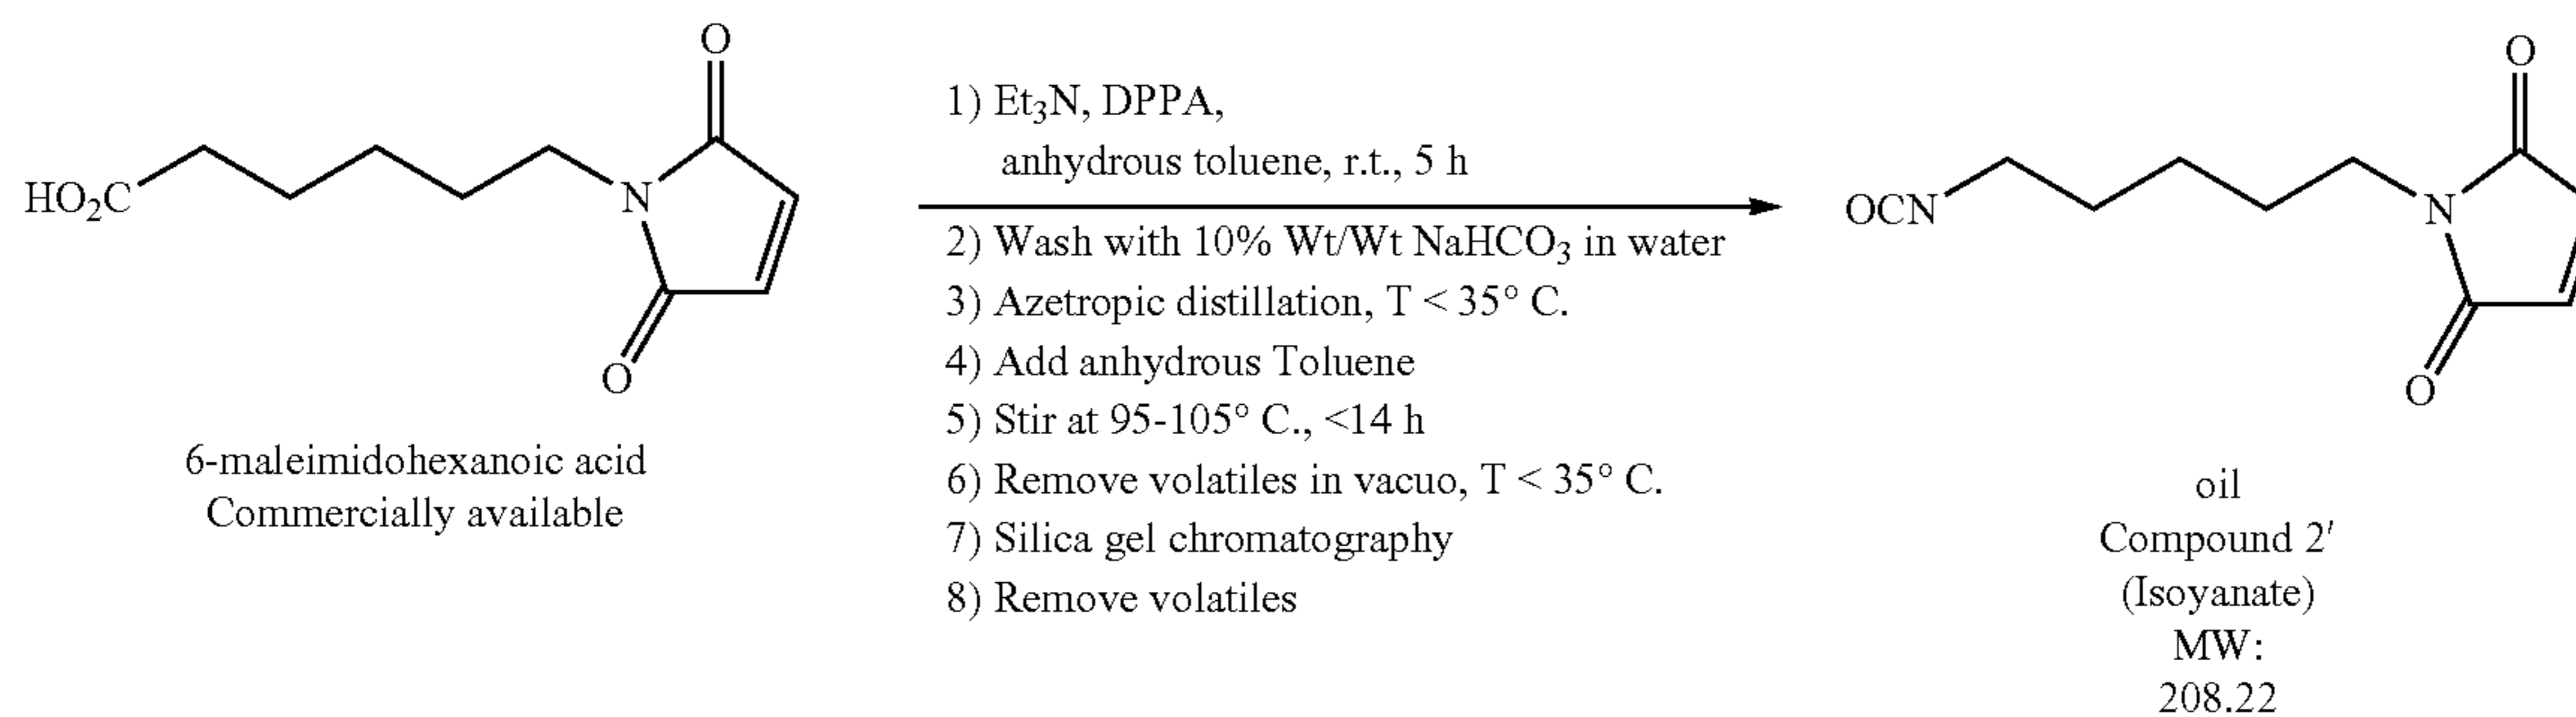 O
O
1) Et₃N, DPPA,
anhydrous toluene, r.t., 5 h
HO₂C
N
OCN
N
2) Wash with 10% Wt/Wt NaHCO₃ in water
3) Azetropic distillation, T < 35° C.
4) Add anhydrous Toluene
O
O
5) Stir at 95-105° C., <14 h
6-maleimidohexanoic acid
Commercially available
6) Remove volatiles in vacuo, T < 35° C.
7) Silica gel chromatography
8) Remove volatiles
oil
Compound 2′
(Isoyanate)
MW:
208.22